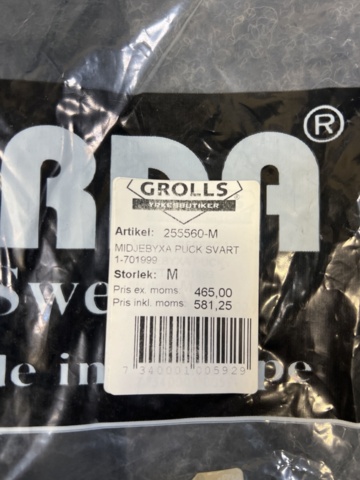 RDA®
GROLLS
YRKESBUTIKER
Artikel: 255560-M
MIDJEBYXA PUCK SVART
1-701999
Storlek: M
Pris ex. moms 465,00
Pris inkl. moms: 581,25
7 340001 005929
Swe
de in pe